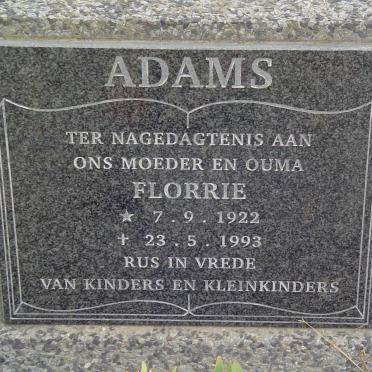 ADAMS
TER NAGEDAGTENIS AAN
ONS MOEDER EN OUMA
FLORRIE
★ 7.9.1922
✝ 23.5.1993
RUS IN VREDE
VAN KINDERS EN KLEINKINDERS